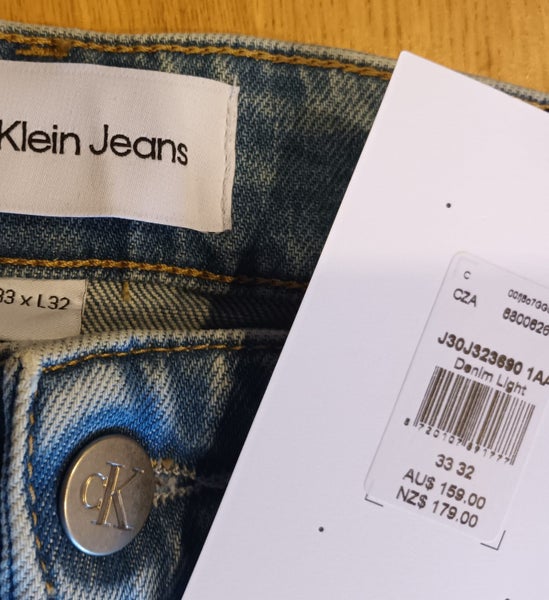 Klein Jeans
33 x L32
CK
C
CZA
J30J323690 1AA
Denim Light
33 32
AU$ 159.00
NZ$ 179.00